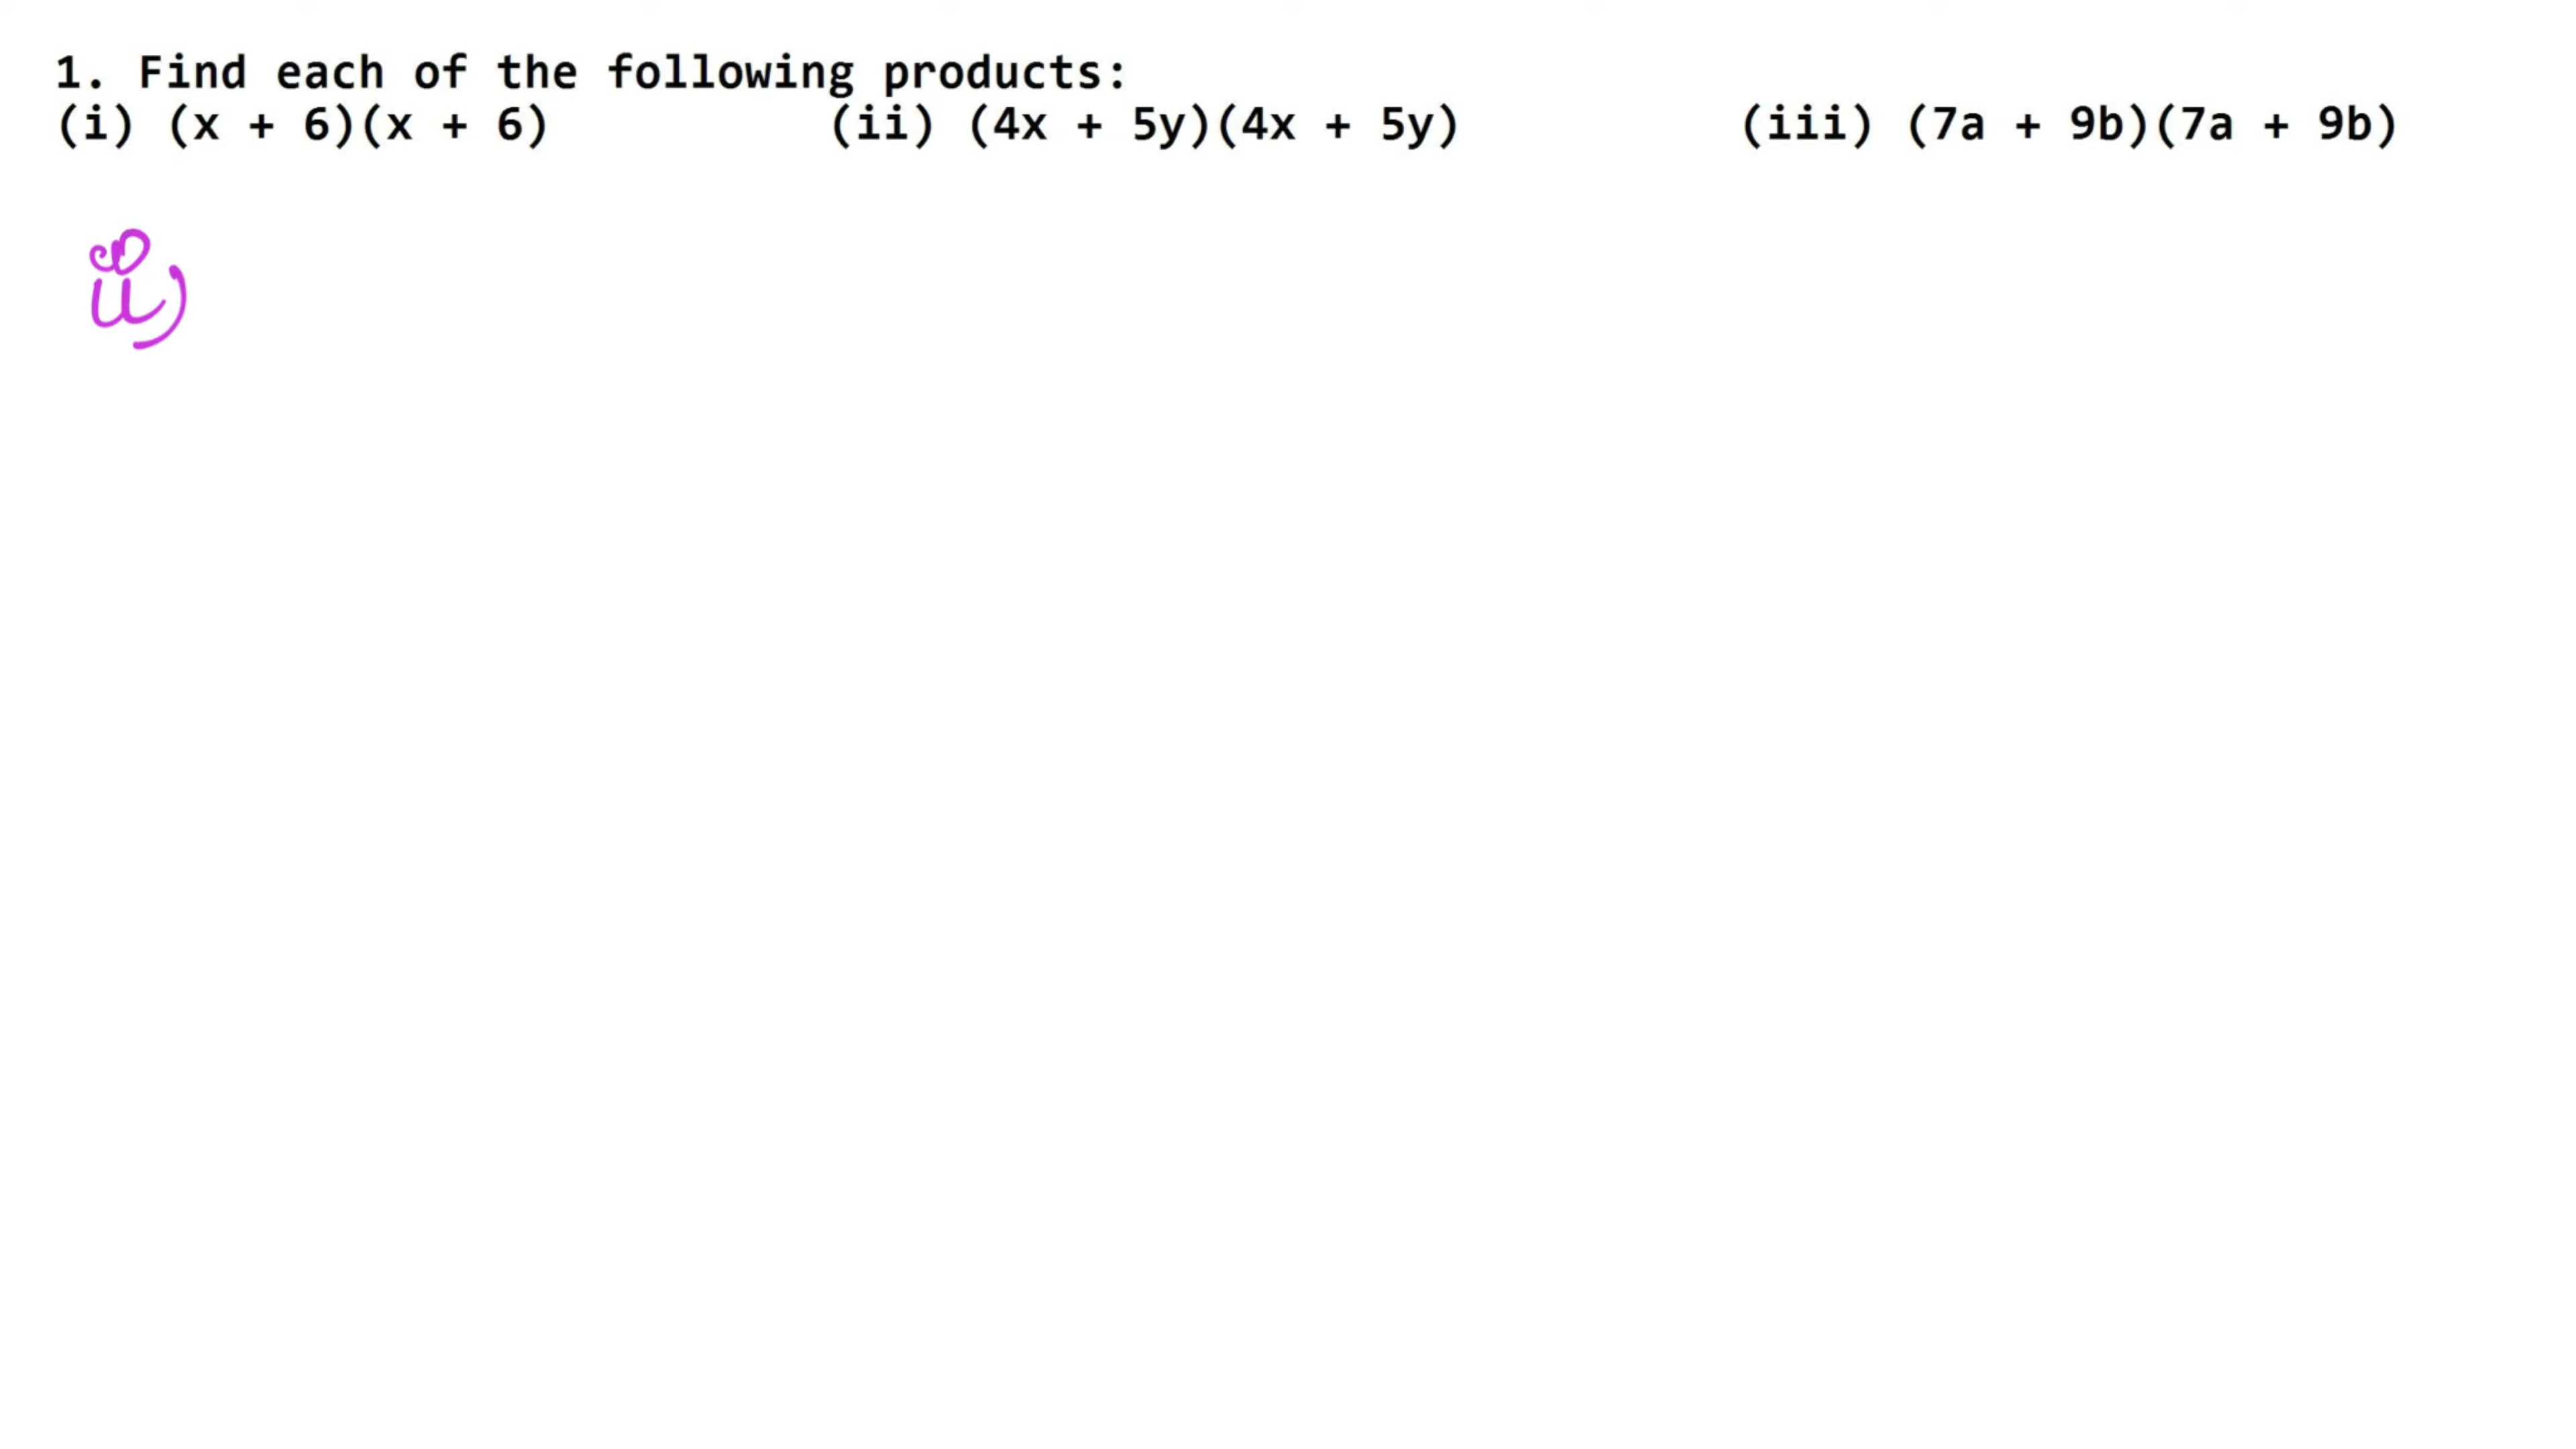 1. Find each of the following products:
(i) (x + 6)(x + 6) (ii) (4x + 5y)(4x + 5y) (iii) (7a + 9b)(7a + 9b)
ii)